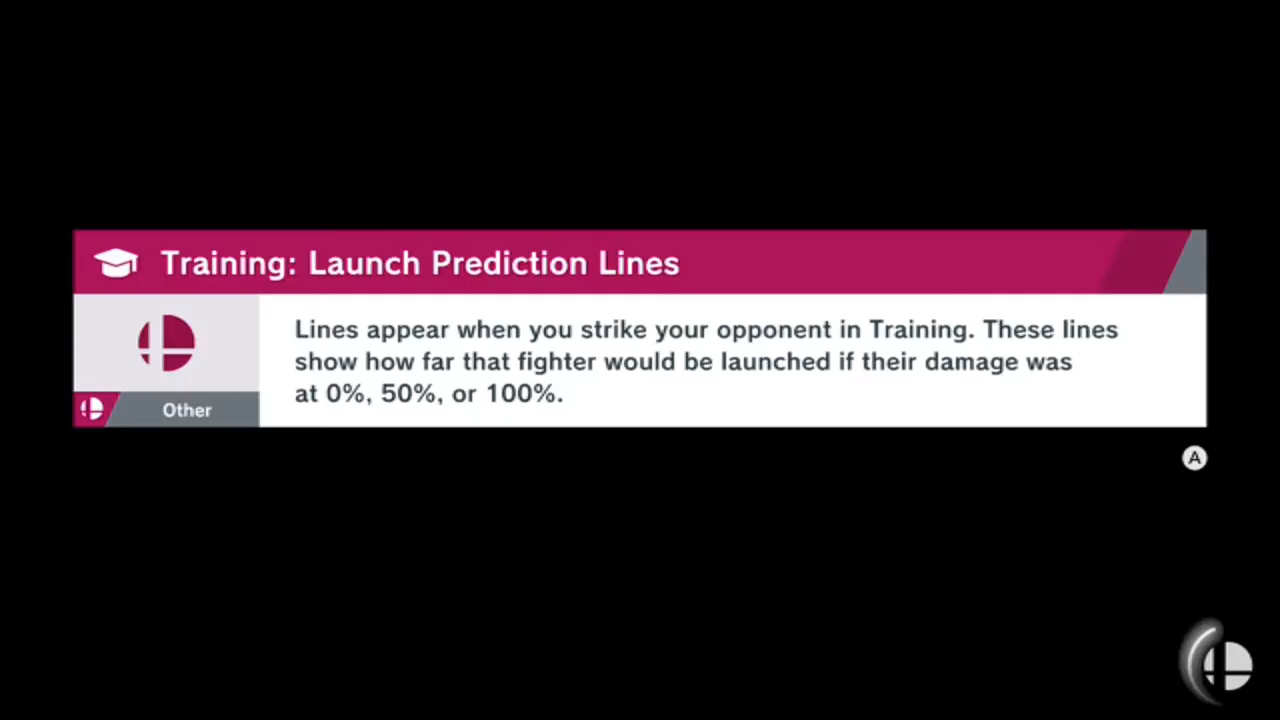 Training: Launch Prediction Lines
Lines appear when you strike your opponent in Training. These lines
show how far that fighter would be launched if their damage was
at 0%, 50%, or 100%.
Other
A